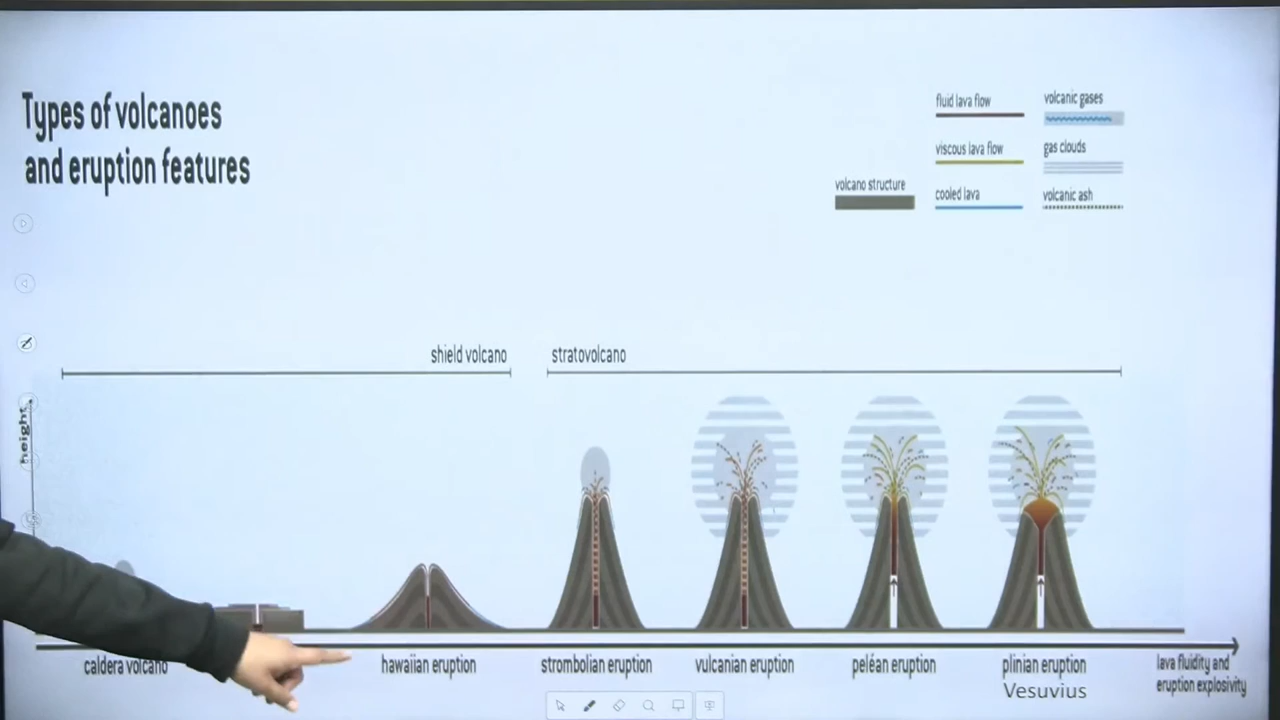 Types of volcanoes
and eruption features
fluid lava flow
volcanic gases
viscous lava flow
gas clouds
volcano structure
cooled lava
volcanic ash
shield volcano
stratovolcano
height
caldera volcano
hawaiian eruption
strombolian eruption
vulcanian eruption
peléan eruption
plinian eruption
Vesuvius
lava fluidity and
eruption explosivity